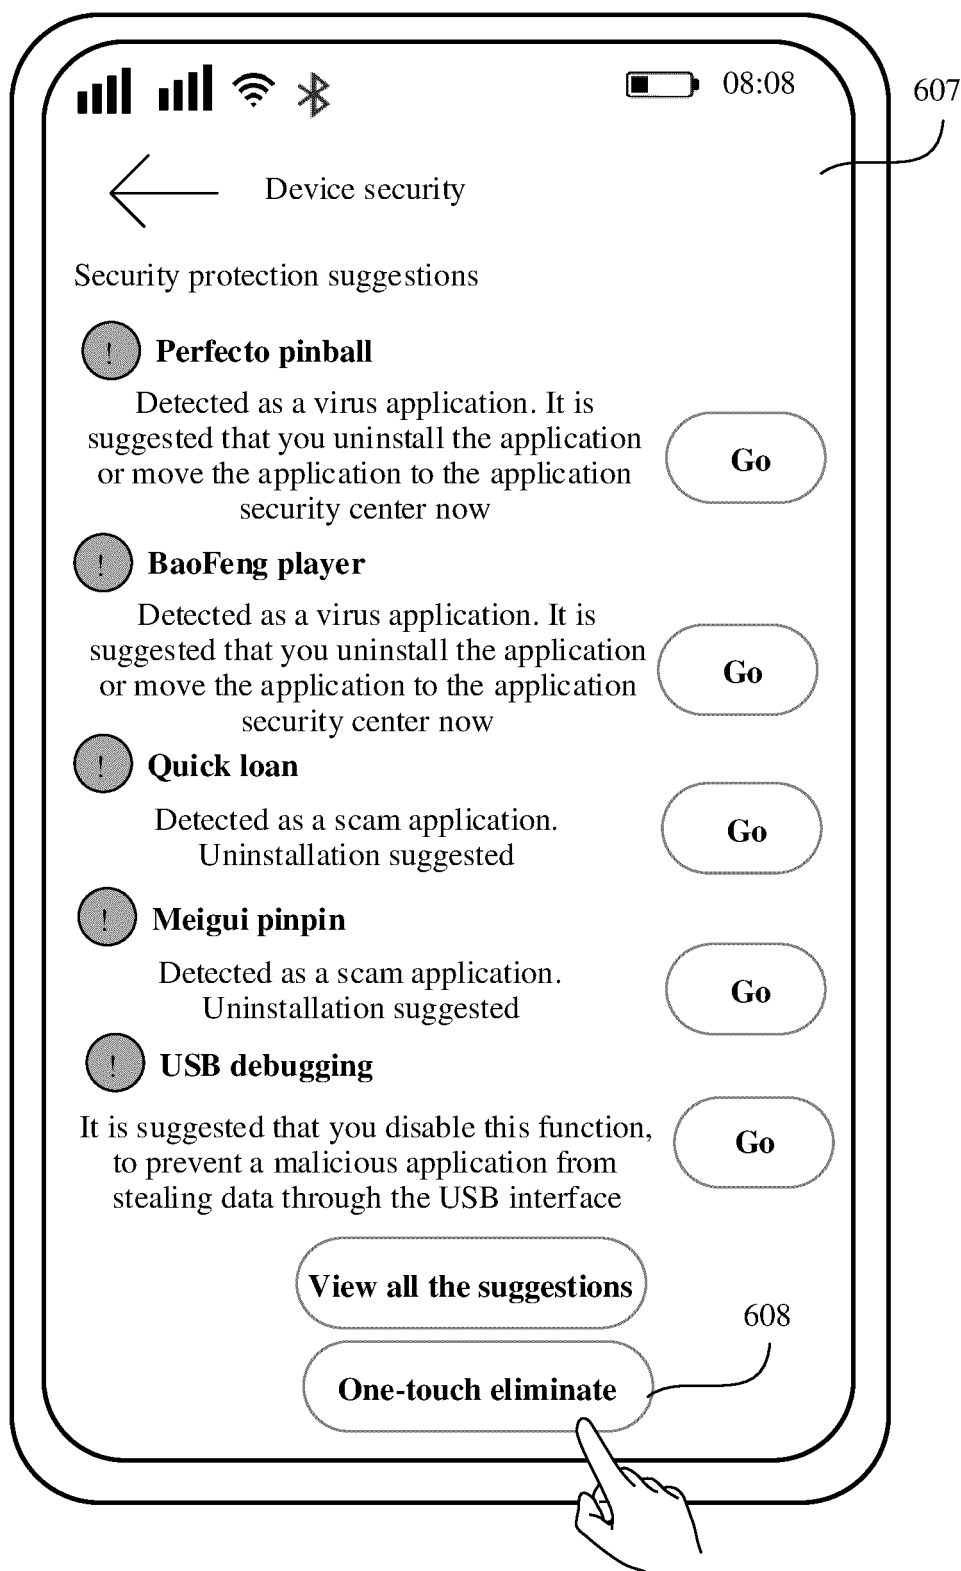 08:08
607
Device security
Security protection suggestions
! Perfecto pinball
Detected as a virus application. It is
suggested that you uninstall the application
or move the application to the application
security center now
Go
! BaoFeng player
Detected as a virus application. It is
suggested that you uninstall the application
or move the application to the application
security center now
Go
! Quick loan
Detected as a scam application.
Uninstallation suggested
Go
! Meigui pinpin
Detected as a scam application.
Uninstallation suggested
Go
! USB debugging
It is suggested that you disable this function,
to prevent a malicious application from
stealing data through the USB interface
Go
View all the suggestions
608
One-touch eliminate